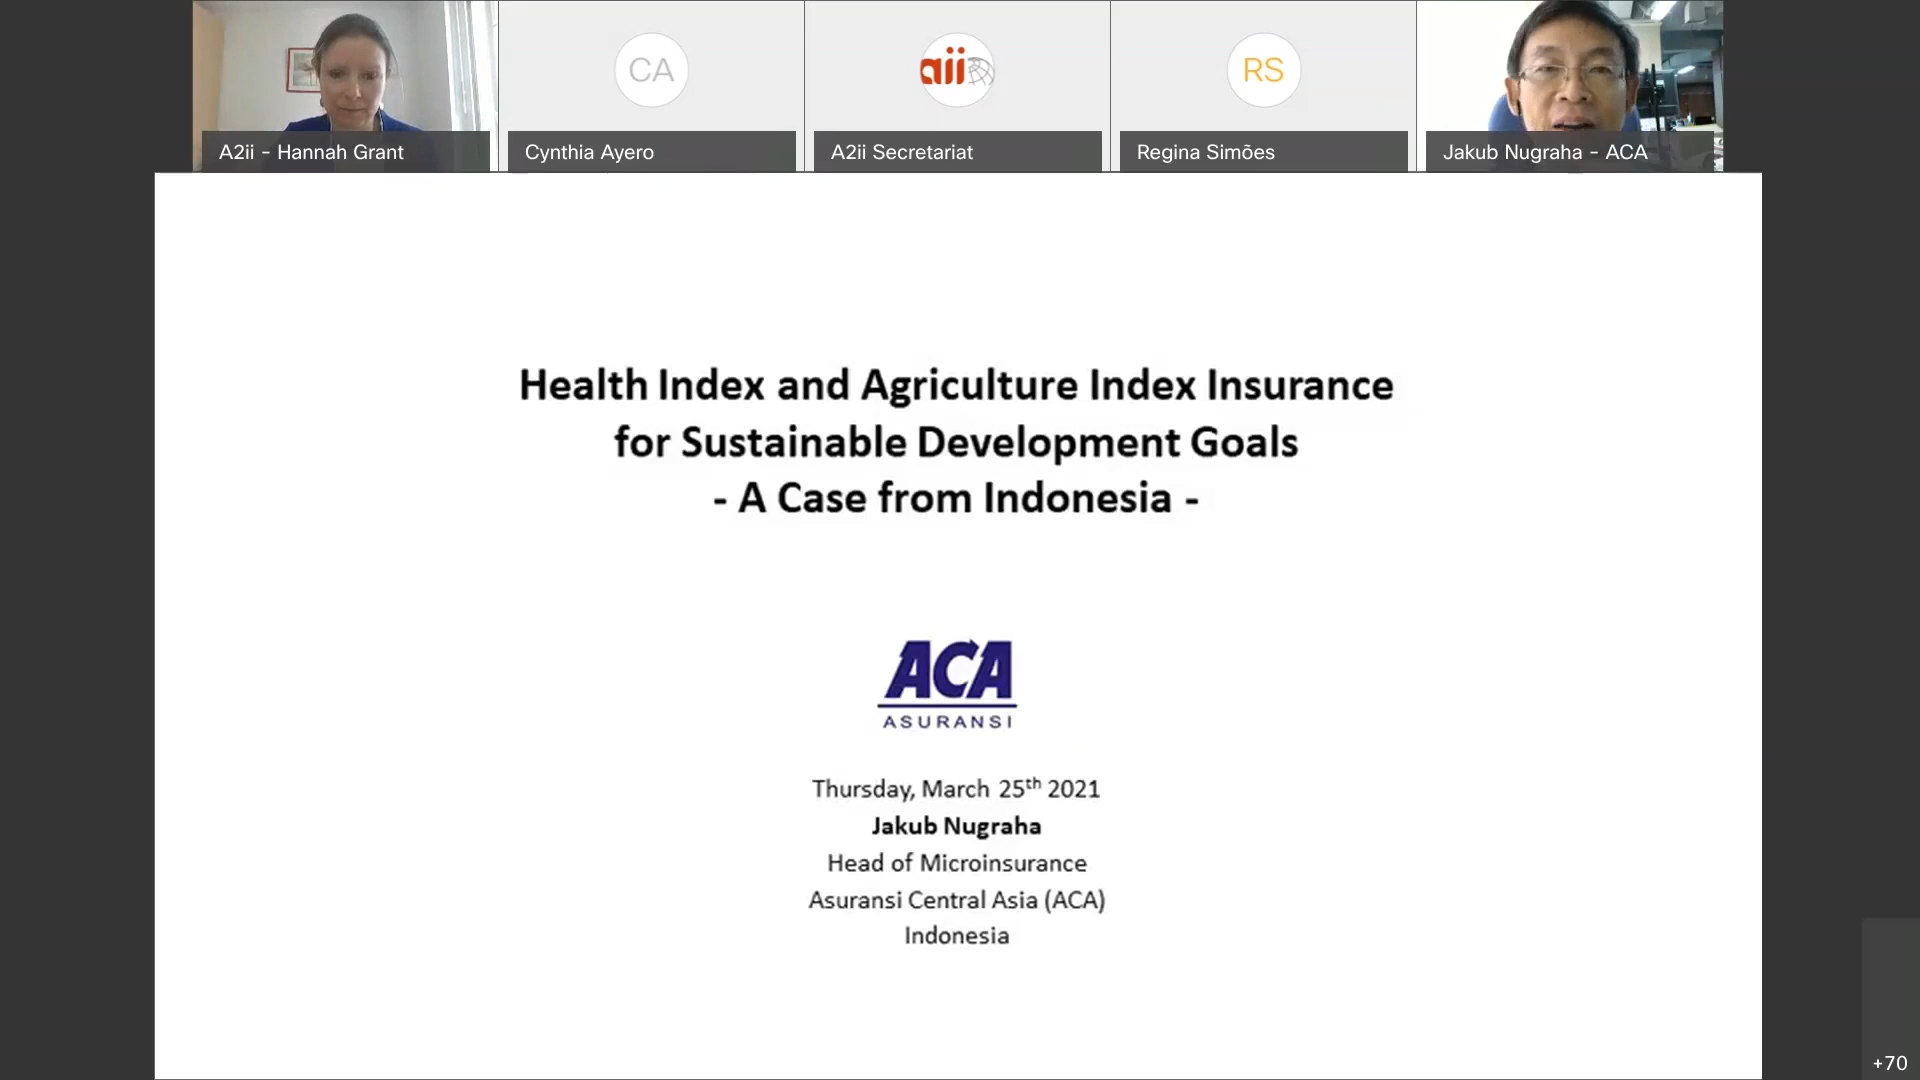 A2ii - Hannah Grant
CA
Cynthia Ayero
aii
A2ii Secretariat
RS
Regina Simões
Jakub Nugraha - ACA
Health Index and Agriculture Index Insurance
for Sustainable Development Goals
- A Case from Indonesia -
ACA
ASURANSI
Thursday, March 25th 2021
Jakub Nugraha
Head of Microinsurance
Asuransi Central Asia (ACA)
Indonesia
+70